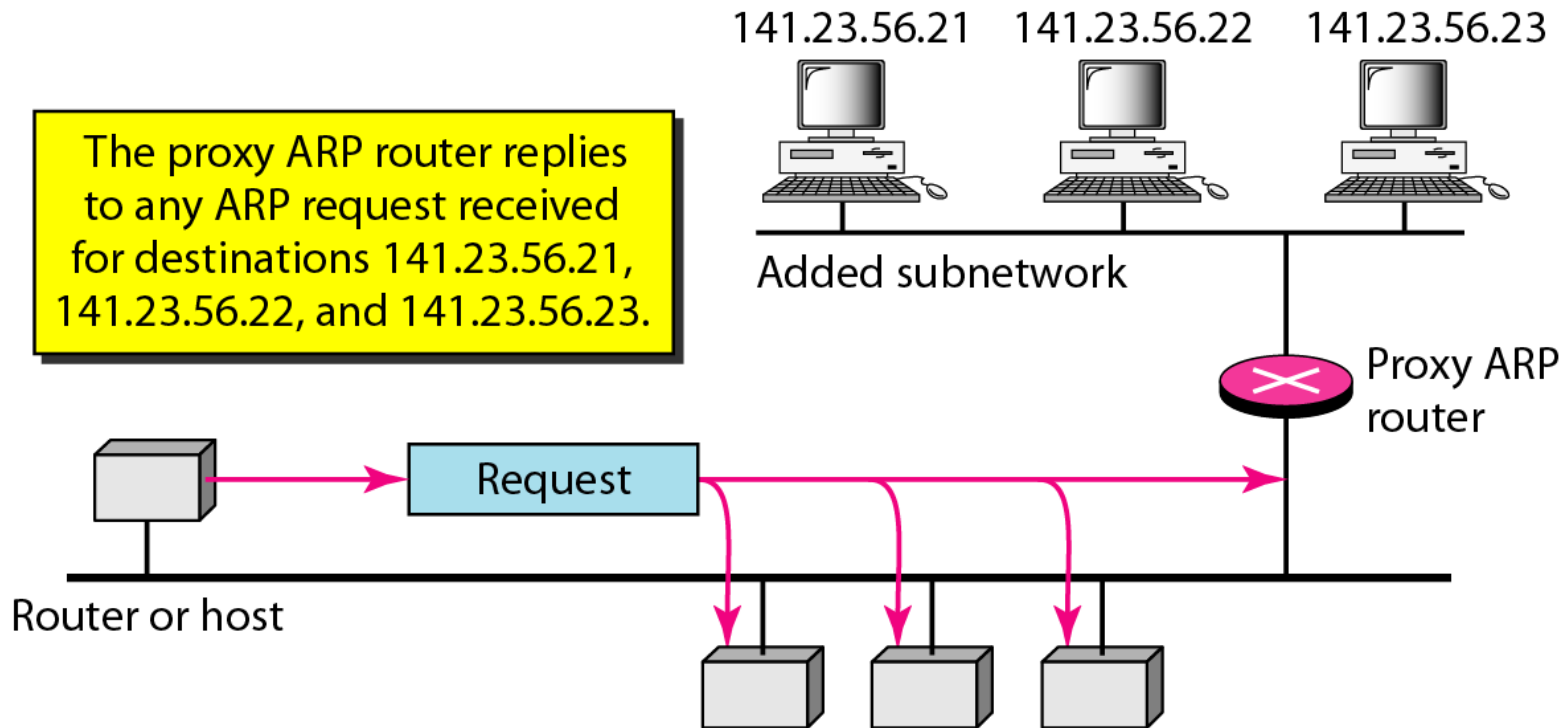 141.23.56.21 141.23.56.22 141.23.56.23
The proxy ARP router replies
to any ARP request received
for destinations 141.23.56.21,
141.23.56.22, and 141.23.56.23.
Added subnetwork
Proxy ARP
router
Request
Router or host